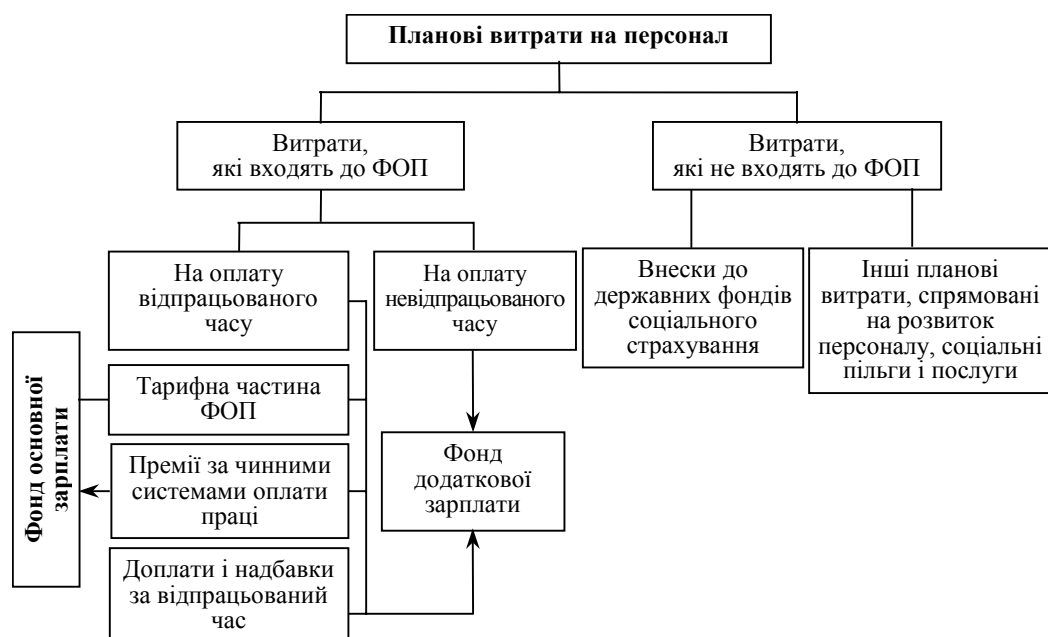 Планові витрати на персонал
Витрати,
які входять до ФОП
Витрати,
які не входять до ФОП
На оплату
відпрацьованого
часу
На оплату
невідпрацьованого
часу
Внески до
державних фондів
соціального
страхування
Інші планові
витрати, спрямовані
на розвиток
персоналу, соціальні
пільги і послуги
Фонд основної
зарплати
Тарифна частина
ФОП
Премії за чинними
системами оплати
праці
Фонд
додаткової
зарплати
Доплати і надбавки
за відпрацьований
час